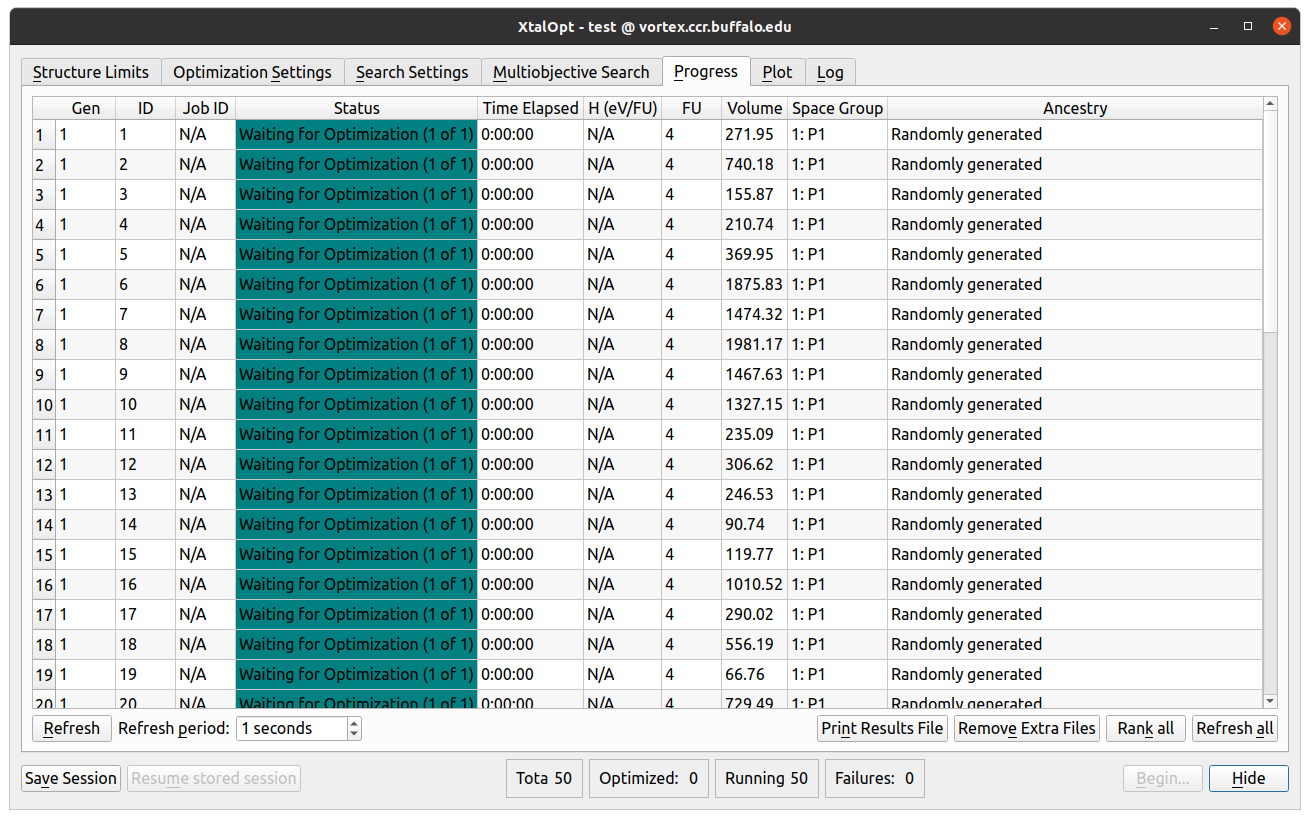 XtalOpt - test @ vortex.ccr.buffalo.edu
Structure Limits Optimization Settings Search Settings Multiobjective Search Progress Plot Log
Gen ID Job ID Status Time Elapsed H (eV/FU) FU Volume Space Group Ancestry
1 1 1 N/A Waiting for Optimization (1 of 1) 0:00:00 N/A 4 271.95 1: P1 Randomly generated
2 1 2 N/A Waiting for Optimization (1 of 1) 0:00:00 N/A 4 740.18 1: P1 Randomly generated
3 1 3 N/A Waiting for Optimization (1 of 1) 0:00:00 N/A 4 155.87 1: P1 Randomly generated
4 1 4 N/A Waiting for Optimization (1 of 1) 0:00:00 N/A 4 210.74 1: P1 Randomly generated
5 1 5 N/A Waiting for Optimization (1 of 1) 0:00:00 N/A 4 369.95 1: P1 Randomly generated
6 1 6 N/A Waiting for Optimization (1 of 1) 0:00:00 N/A 4 1875.83 1: P1 Randomly generated
7 1 7 N/A Waiting for Optimization (1 of 1) 0:00:00 N/A 4 1474.32 1: P1 Randomly generated
8 1 8 N/A Waiting for Optimization (1 of 1) 0:00:00 N/A 4 1981.17 1: P1 Randomly generated
9 1 9 N/A Waiting for Optimization (1 of 1) 0:00:00 N/A 4 1467.63 1: P1 Randomly generated
10 1 10 N/A Waiting for Optimization (1 of 1) 0:00:00 N/A 4 1327.15 1: P1 Randomly generated
11 1 11 N/A Waiting for Optimization (1 of 1) 0:00:00 N/A 4 235.09 1: P1 Randomly generated
12 1 12 N/A Waiting for Optimization (1 of 1) 0:00:00 N/A 4 306.62 1: P1 Randomly generated
13 1 13 N/A Waiting for Optimization (1 of 1) 0:00:00 N/A 4 246.53 1: P1 Randomly generated
14 1 14 N/A Waiting for Optimization (1 of 1) 0:00:00 N/A 4 90.74 1: P1 Randomly generated
15 1 15 N/A Waiting for Optimization (1 of 1) 0:00:00 N/A 4 119.77 1: P1 Randomly generated
16 1 16 N/A Waiting for Optimization (1 of 1) 0:00:00 N/A 4 1010.52 1: P1 Randomly generated
17 1 17 N/A Waiting for Optimization (1 of 1) 0:00:00 N/A 4 290.02 1: P1 Randomly generated
18 1 18 N/A Waiting for Optimization (1 of 1) 0:00:00 N/A 4 556.19 1: P1 Randomly generated
19 1 19 N/A Waiting for Optimization (1 of 1) 0:00:00 N/A 4 66.76 1: P1 Randomly generated
20 1 20 N/A Waiting for Optimization (1 of 1) 0:00:00 N/A 4 729.49 1: P1 Randomly generated
Refresh Refresh period: 1 seconds Print Results File Remove Extra Files Rank all Refresh all
Save Session Resume stored session Tota 50 Optimized: 0 Running 50 Failures: 0 Begin... Hide